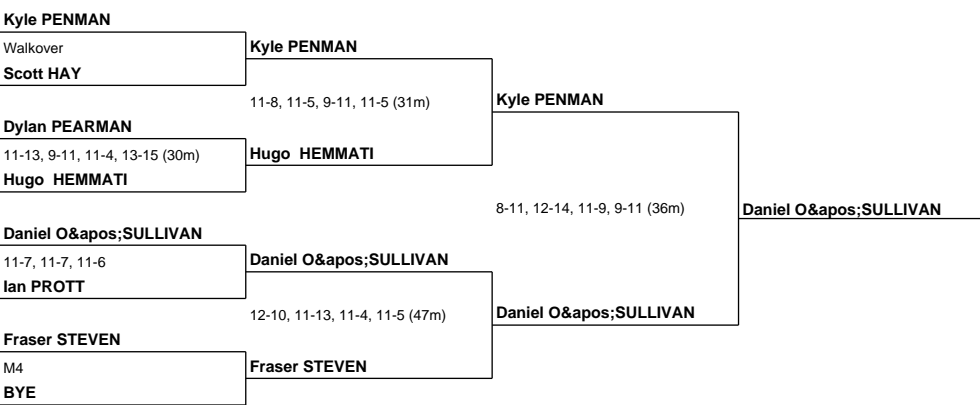 Kyle PENMAN
Walkover
Scott HAY
Dylan PEARMAN
11-13, 9-11, 11-4, 13-15 (30m)
Hugo  HEMMATI
Daniel O&apos;SULLIVAN
11-7, 11-7, 11-6
Ian PROTT
Fraser STEVEN
M4
BYE
Kyle PENMAN
11-8, 11-5, 9-11, 11-5 (31m)
Hugo  HEMMATI
Daniel O&apos;SULLIVAN
12-10, 11-13, 11-4, 11-5 (47m)
Fraser STEVEN
Kyle PENMAN
8-11, 12-14, 11-9, 9-11 (36m)
Daniel O&apos;SULLIVAN
Daniel O&apos;SULLIVAN